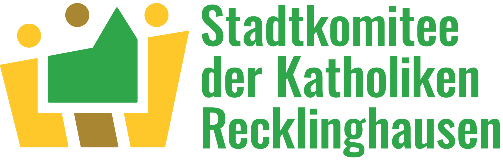 Stadtkomitee
der Katholiken
Recklinghausen